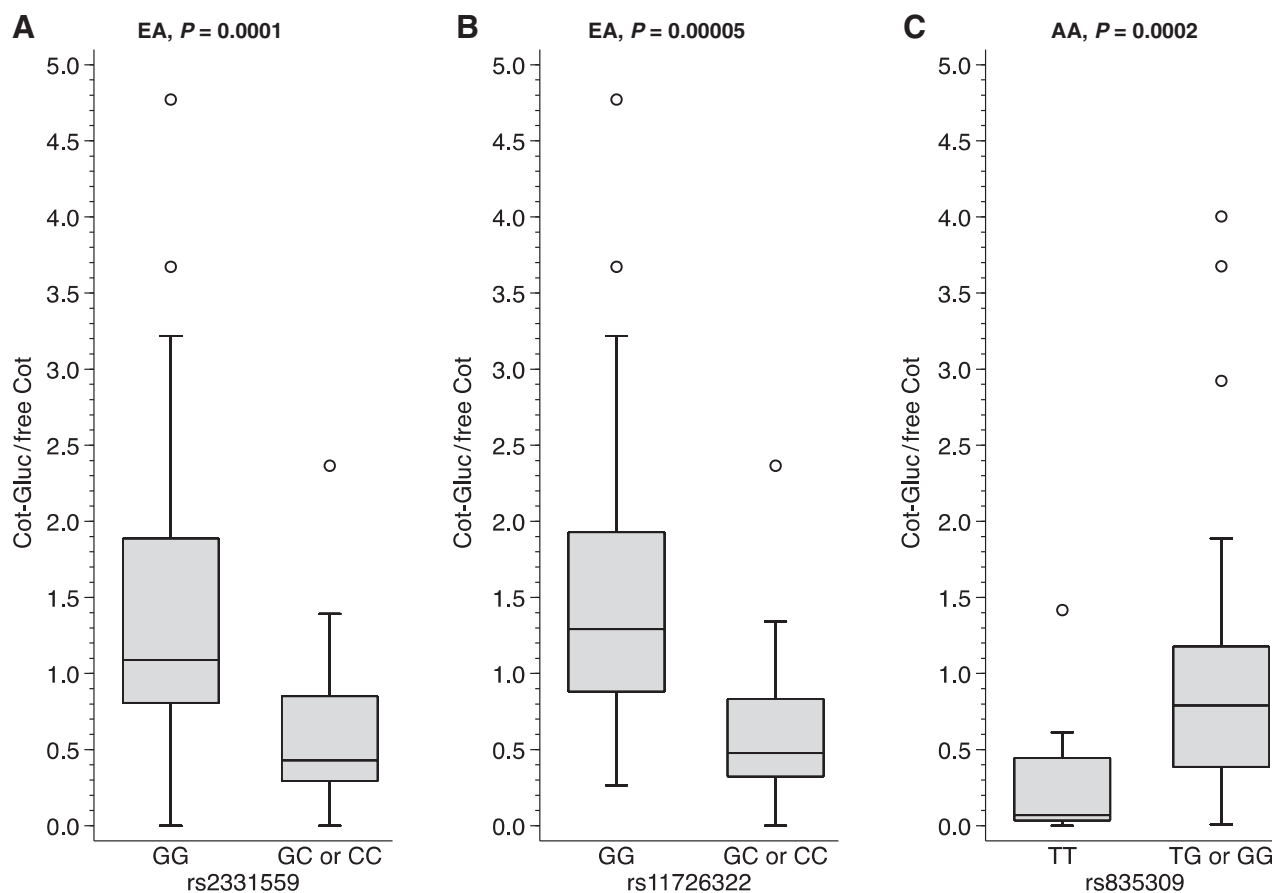 A
EA, P = 0.0001
5.0
4.5
4.0
3.5
3.0
2.5
2.0
1.5
1.0
0.5
0.0
Cot-Gluc/free Cot
GG
GC or CC
rs2331559
B
EA, P = 0.00005
5.0
4.5
4.0
3.5
3.0
2.5
2.0
1.5
1.0
0.5
0.0
Cot-Gluc/free Cot
GG
GC or CC
rs11726322
C
AA, P = 0.0002
5.0
4.5
4.0
3.5
3.0
2.5
2.0
1.5
1.0
0.5
0.0
Cot-Gluc/free Cot
TT
TG or GG
rs835309